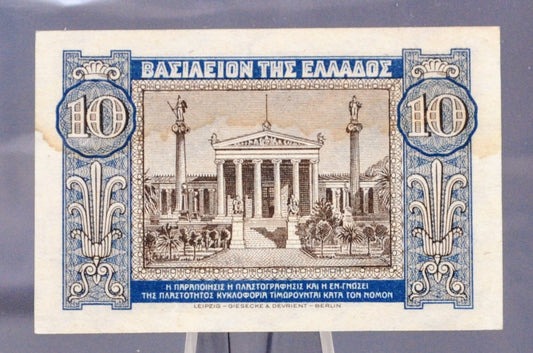 ΒΑΣΙΛΕΙΟΝ ΤΗΣ ΕΛΛΑΔΟΣ
10 10
Η ΠΑΡΑΠΟΙΗΣΙΣ Η ΠΛΑΣΤΟΓΡΑΦΗΣΙΣ ΚΑΙ Η ΕΝ-ΓΝΩΣΕΙ
ΤΗΣ ΠΛΑΣΤΟΤΗΤΟΣ ΚΥΚΛΟΦΟΡΙΑ ΤΙΜΩΡΟΥΝΤΑΙ ΚΑΤΑ ΤΟΝ ΝΟΜΟΝ
LEIPZIG - GIESECKE & DEVRIENT - BERLIN